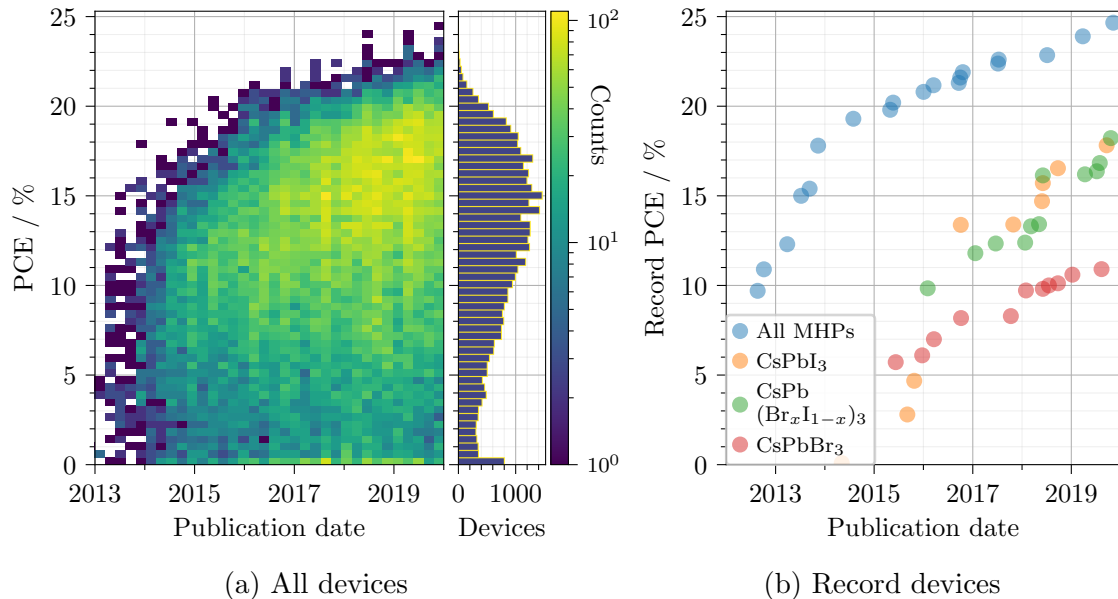 25
20
15
10
5
0
PCE / %
2013 2015 2017 2019
Publication date
0 1000
Devices
10²
10¹
10⁰
Counts
(a) All devices
25
20
15
10
5
0
Record PCE / %
All MHPs
CsPbI₃
CsPb
(BrₓI₁₋ₓ)₃
CsPbBr₃
2013 2015 2017 2019
Publication date
(b) Record devices